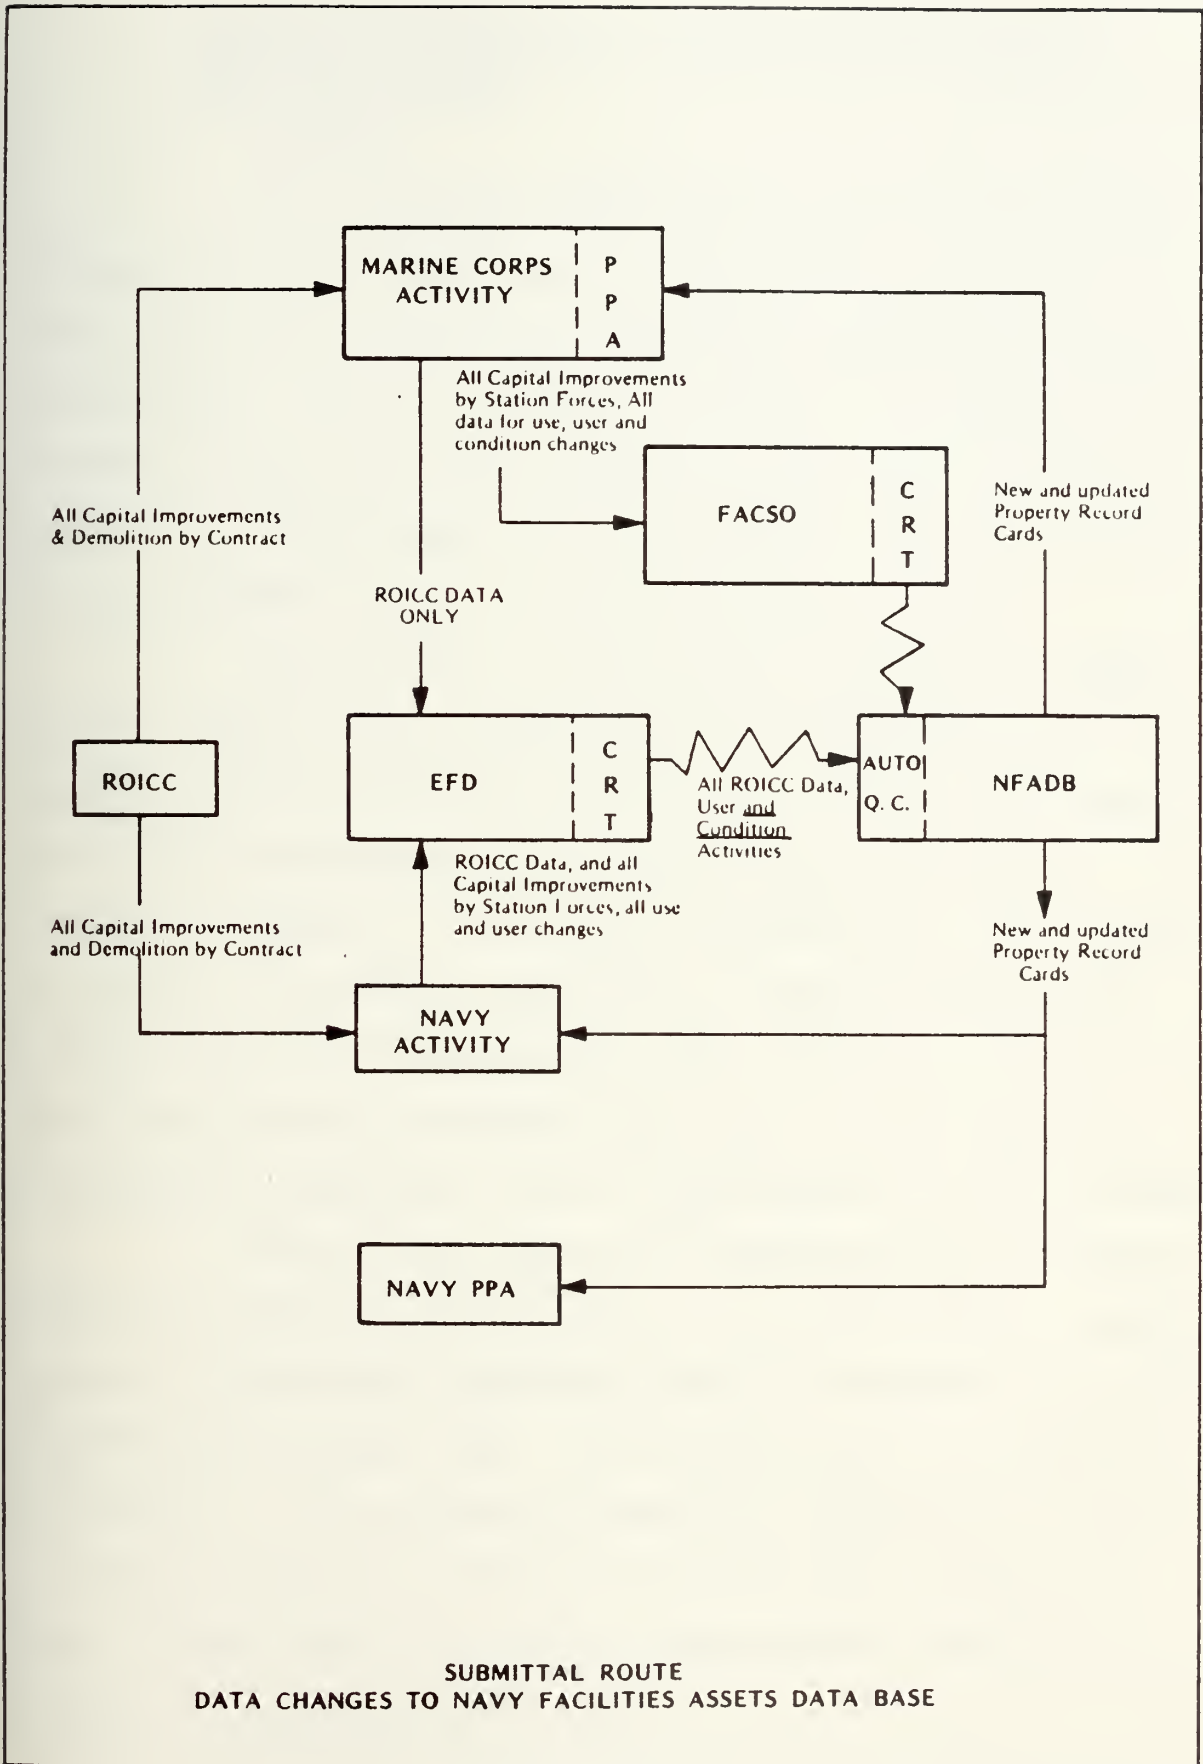 MARINE CORPS
ACTIVITY
P
P
A
All Capital Improvements
by Station Forces, All
data for use, user and
condition changes
FACSO
C
R
T
New and updated
Property Record
Cards
All Capital Improvements
& Demolition by Contract
ROICC DATA
ONLY
ROICC
EFD
C
R
T
All ROICC Data,
User and
Condition
Activities
AUTO
Q. C.
NFADB
ROICC Data, and all
Capital Improvements
by Station Forces, all use
and user changes
All Capital Improvements
and Demolition by Contract
New and updated
Property Record
Cards
NAVY
ACTIVITY
NAVY PPA
SUBMITTAL ROUTE
DATA CHANGES TO NAVY FACILITIES ASSETS DATA BASE